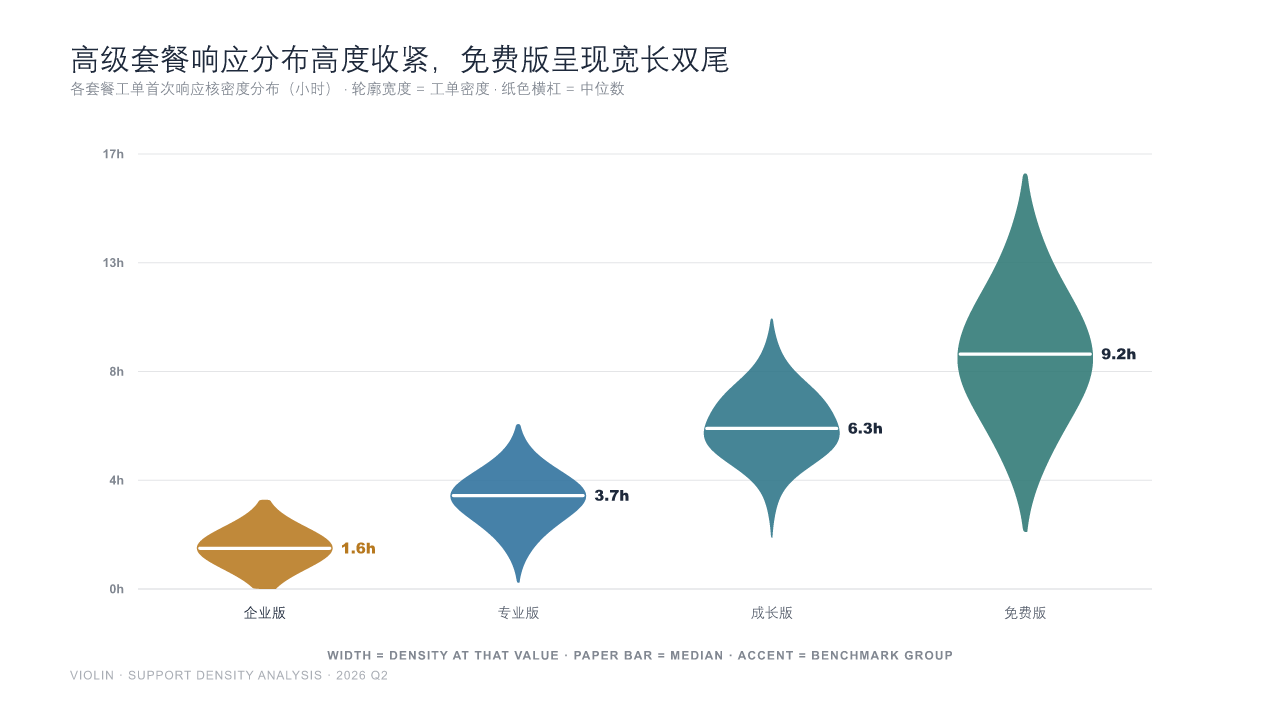 高级套餐响应分布高度收紧，免费版呈现宽长双尾
各套餐工单首次响应核密度分布（小时） · 轮廓宽度 = 工单密度 · 纸色横杠 = 中位数
17h
13h
8h
4h
0h
1.6h
3.7h
6.3h
9.2h
企业版
专业版
成长版
免费版
WIDTH = DENSITY AT THAT VALUE · PAPER BAR = MEDIAN · ACCENT = BENCHMARK GROUP
VIOLIN · SUPPORT DENSITY ANALYSIS · 2026 Q2